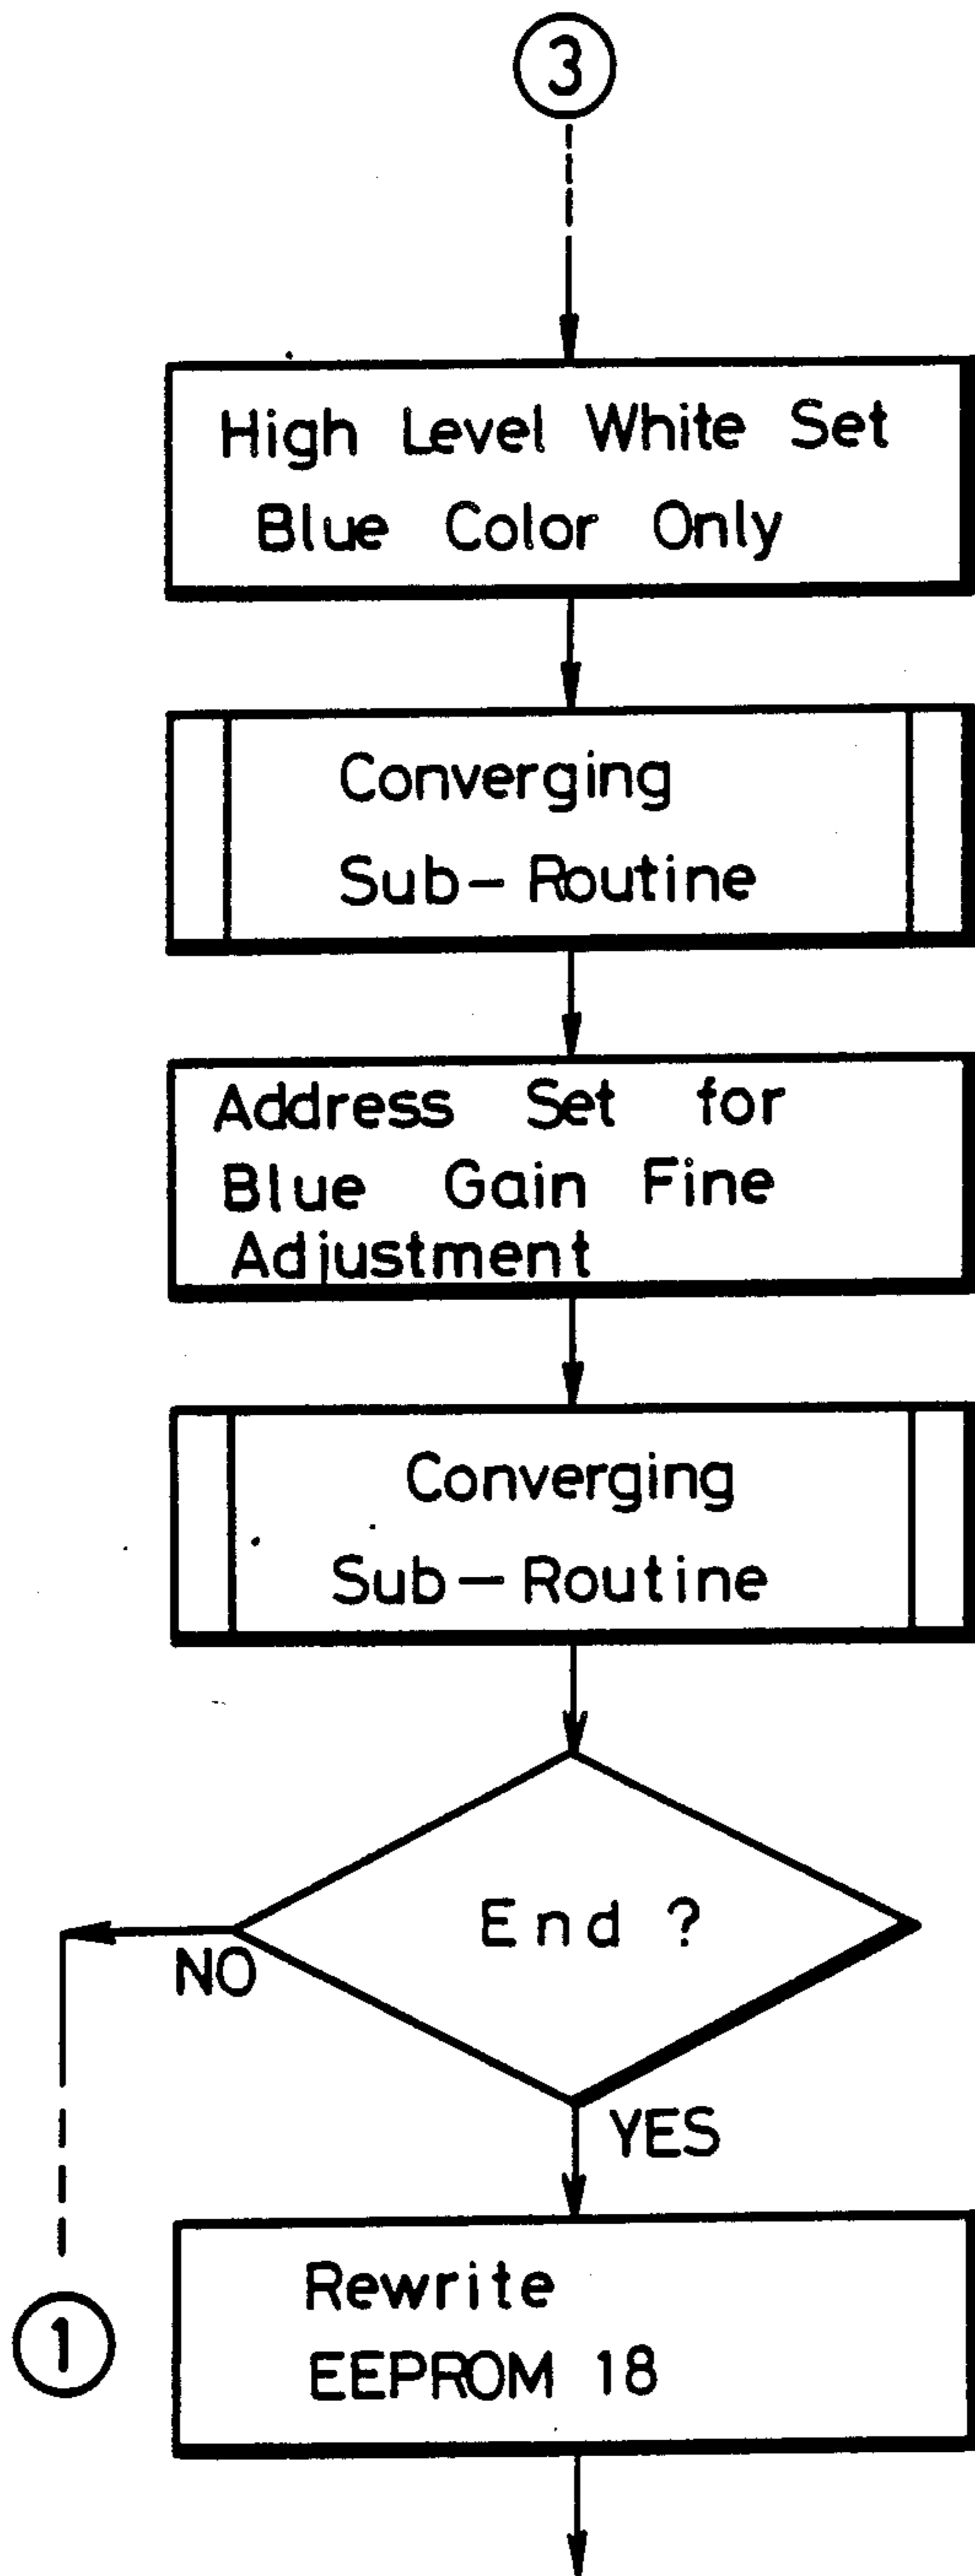 3
High Level White Set
Blue Color Only
Converging
Sub-Routine
Address Set for
Blue Gain Fine
Adjustment
Converging
Sub-Routine
End ?
NO
YES
Rewrite
EEPROM 18
1